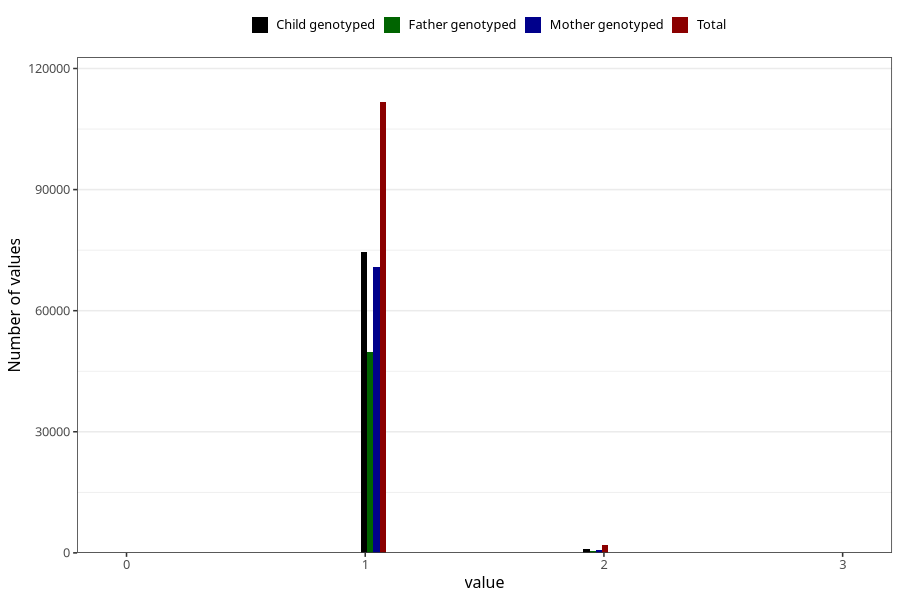 Child genotyped Father genotyped Mother genotyped Total
Number of values
120000
90000
60000
30000
0
0 1 2 3
value